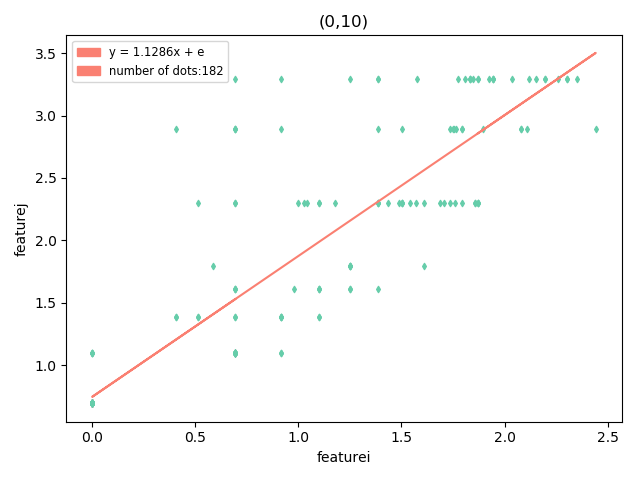 (0,10)
y = 1.1286x + e
number of dots:182
featurej
3.5
3.0
2.5
2.0
1.5
1.0
0.0 0.5 1.0 1.5 2.0 2.5
featurei